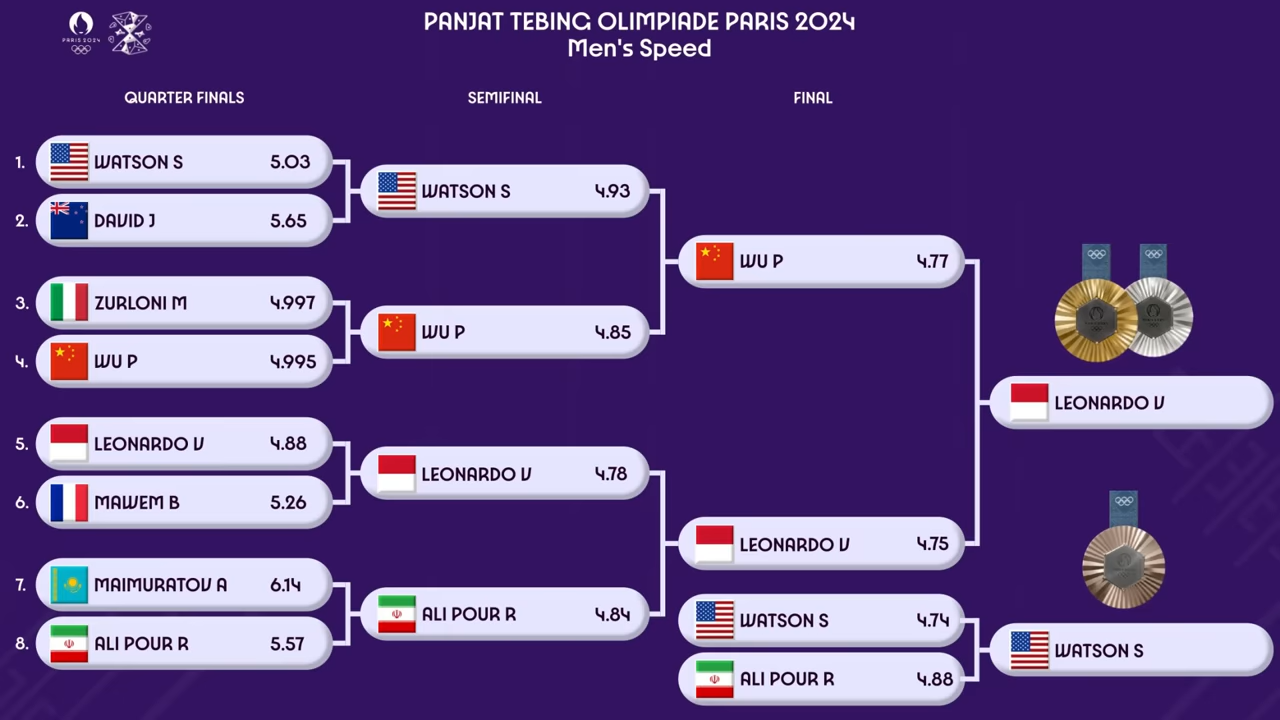 PARIS 2024
PANJAT TEBING OLIMPIADE PARIS 2024
Men's Speed
QUARTER FINALS
SEMIFINAL
FINAL
1. WATSON S 5.03
2. DAVID J 5.65
3. ZURLONI M 4.997
4. WU P 4.995
5. LEONARDO V 4.88
6. MAWEM B 5.26
7. MAIMURATOV A 6.14
8. ALI POUR R 5.57
WATSON S 4.93
WU P 4.85
LEONARDO V 4.78
ALI POUR R 4.84
WU P 4.77
LEONARDO V 4.75
WATSON S 4.74
ALI POUR R 4.88
LEONARDO V
WATSON S